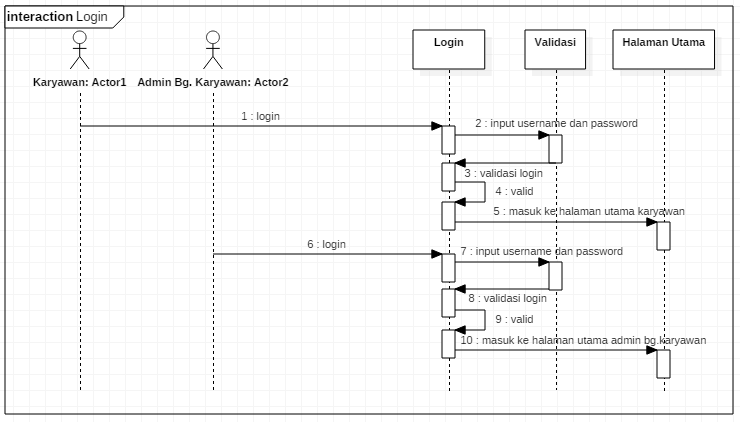 interaction Login
Karyawan: Actor1
Admin Bg. Karyawan: Actor2
Login
Validasi
Halaman Utama
1 : login
2 : input username dan password
3 : validasi login
4 : valid
5 : masuk ke halaman utama karyawan
6 : login
7 : input username dan password
8 : validasi login
9 : valid
10 : masuk ke halaman utama admin bg.karyawan